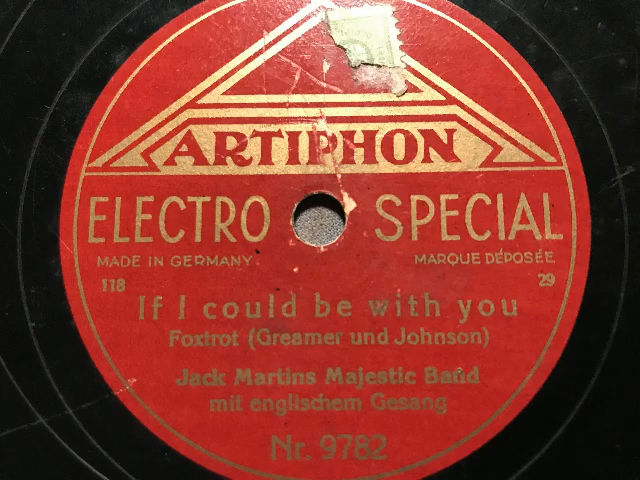 ARTIPHON
ELECTRO SPECIAL
MADE IN GERMANY. MARQUE DÉPOSÉE
118 29
If I could be with you
Foxtrot (Greamer und Johnson)
Jack Martins Majestic Band
mit englischem Gesang
Nr. 9782